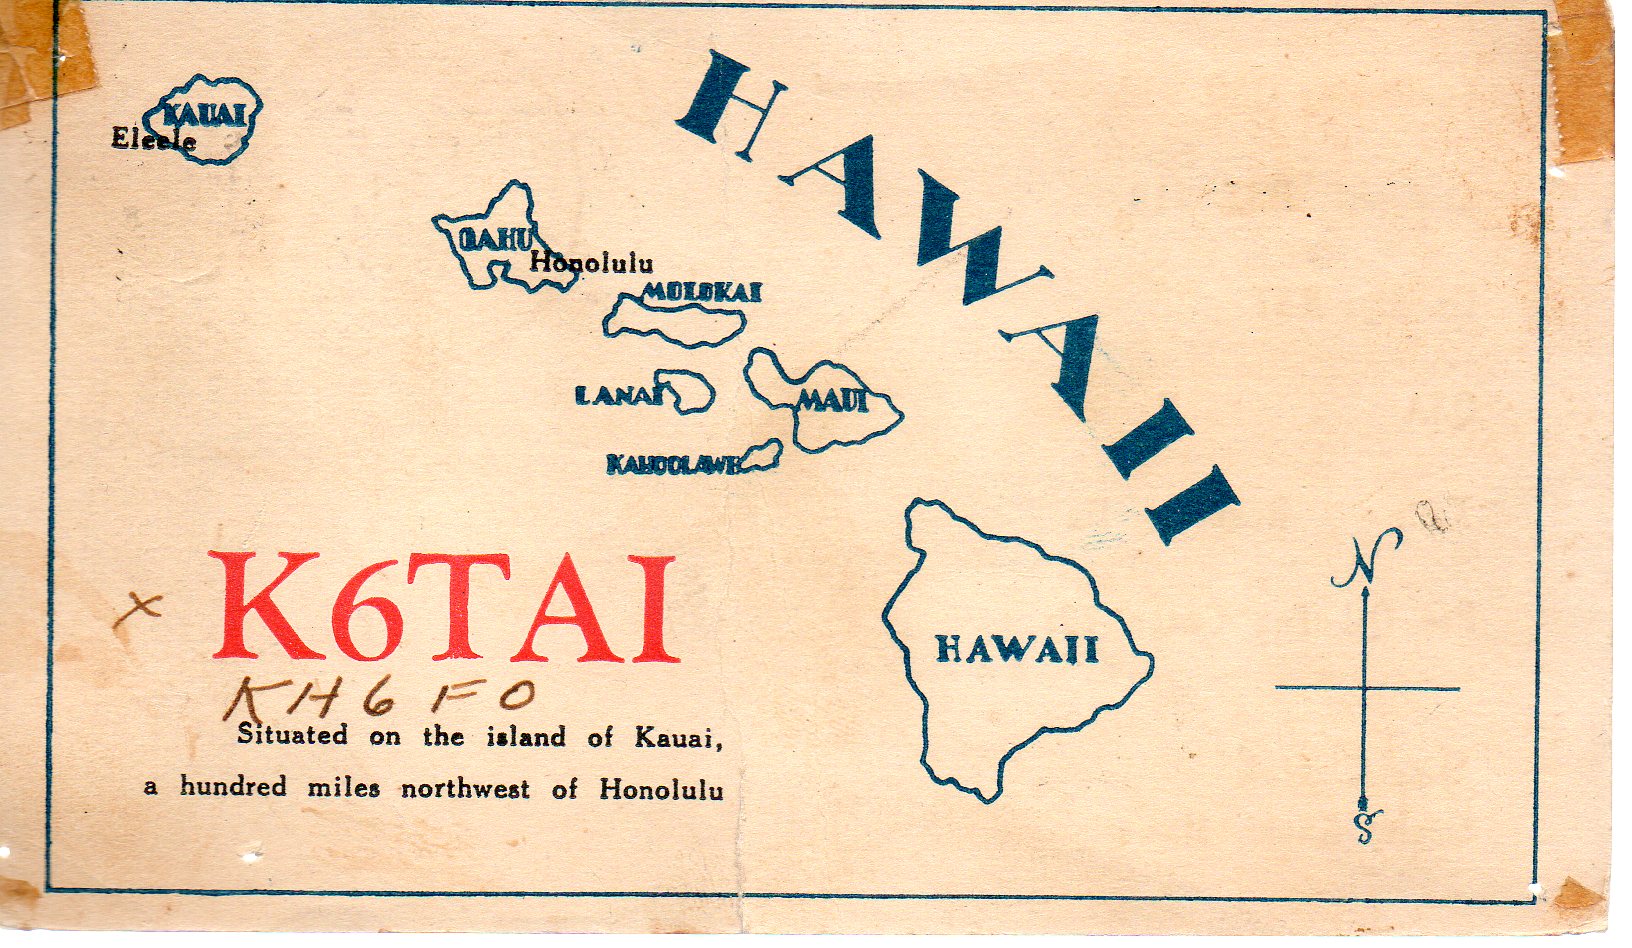 HAWAII
KAUAI
Eleele
OAHU
Honolulu
MOLOKAI
LANAI
MAUI
KAHOOLAWE
HAWAII
N
S
x K6TAI
KH6FO
Situated on the island of Kauai,
a hundred miles northwest of Honolulu